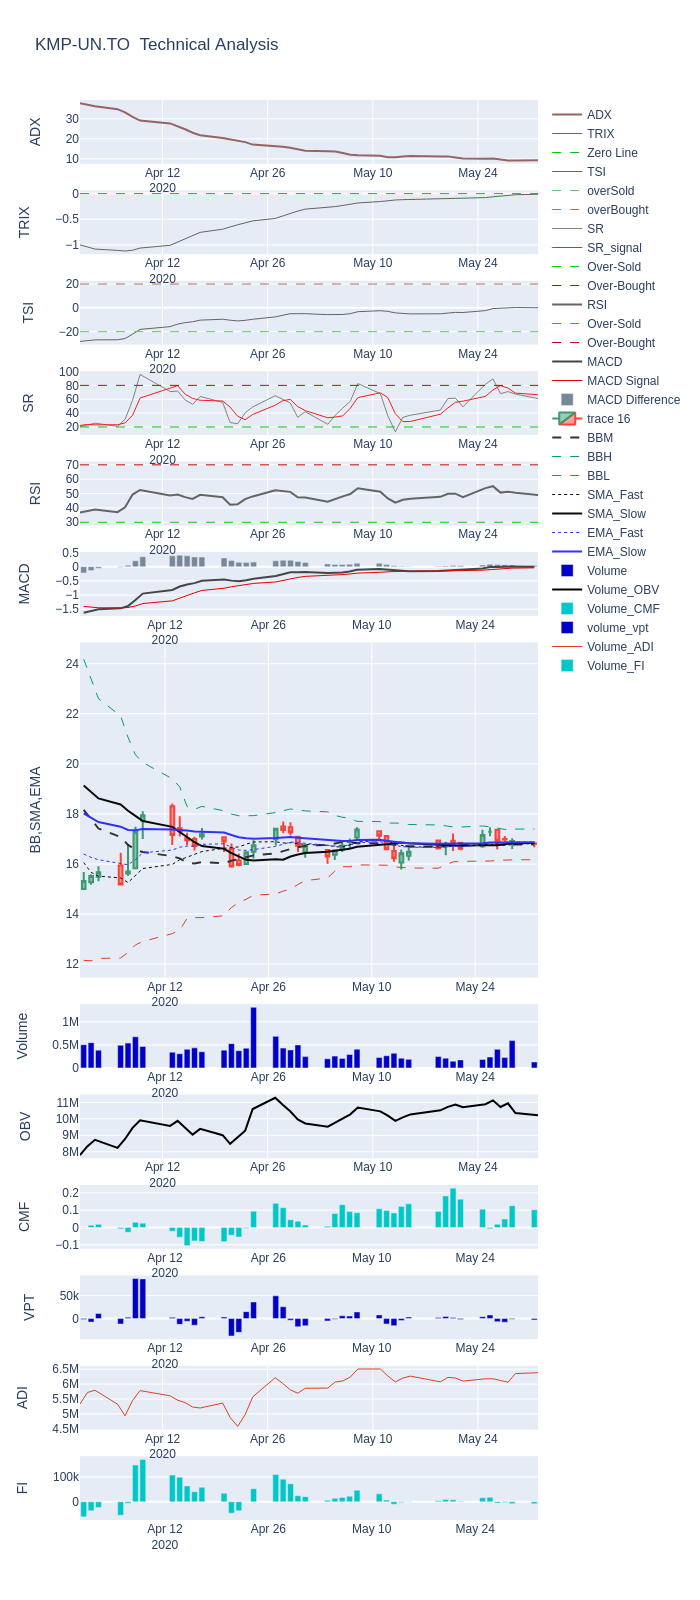 KMP-UN.TO  Technical Analysis
ADX
30
20
10
Apr 12
2020
Apr 26
May 10
May 24
TRIX
0
−0.5
−1
Apr 12
2020
Apr 26
May 10
May 24
TSI
20
0
−20
Apr 12
2020
Apr 26
May 10
May 24
SR
100
80
60
40
20
Apr 12
2020
Apr 26
May 10
May 24
RSI
70
60
50
40
30
Apr 12
2020
Apr 26
May 10
May 24
MACD
0.5
0
−0.5
−1
−1.5
Apr 12
2020
Apr 26
May 10
May 24
BB,SMA,EMA
24
22
20
18
16
14
12
Apr 12
2020
Apr 26
May 10
May 24
Volume
1M
0.5M
0
Apr 12
2020
Apr 26
May 10
May 24
OBV
11M
10M
9M
8M
Apr 12
2020
Apr 26
May 10
May 24
CMF
0.2
0.1
0
−0.1
Apr 12
2020
Apr 26
May 10
May 24
VPT
50k
0
Apr 12
2020
Apr 26
May 10
May 24
ADI
6.5M
6M
5.5M
5M
4.5M
Apr 12
2020
Apr 26
May 10
May 24
FI
100k
0
Apr 12
2020
Apr 26
May 10
May 24
ADX
TRIX
Zero Line
TSI
overSold
overBought
SR
SR_signal
Over-Sold
Over-Bought
RSI
Over-Sold
Over-Bought
MACD
MACD Signal
MACD Difference
trace 16
BBM
BBH
BBL
SMA_Fast
SMA_Slow
EMA_Fast
EMA_Slow
Volume
Volume_OBV
Volume_CMF
volume_vpt
Volume_ADI
Volume_FI